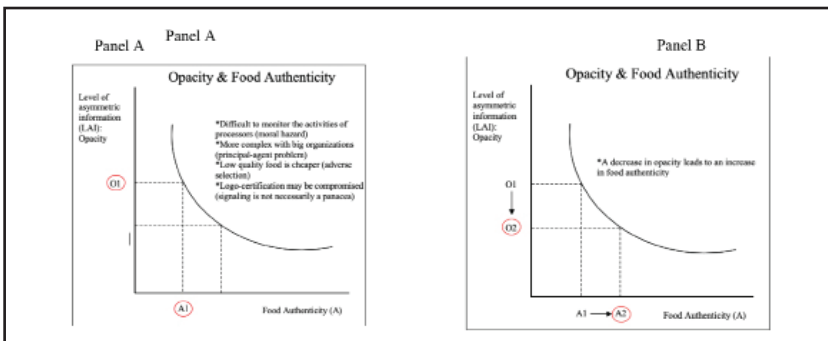 Panel A
Panel A
Opacity & Food Authenticity
Level of
asymmetric
information
(LAI):
Opacity
*Difficult to monitor the activities of
processors (moral hazard)
*More complex with big organizations
(principal-agent problem)
*Low quality food is cheaper (adverse
selection)
*Logo-certification may be compromised
(signaling is not necessarily a panacea)
O1
A1
Food Authenticity (A)
Panel B
Opacity & Food Authenticity
Level of
asymmetric
information
(LAI):
Opacity
*A decrease in opacity leads to an increase
in food authenticity
O1
O2
A1
A2
Food Authenticity (A)